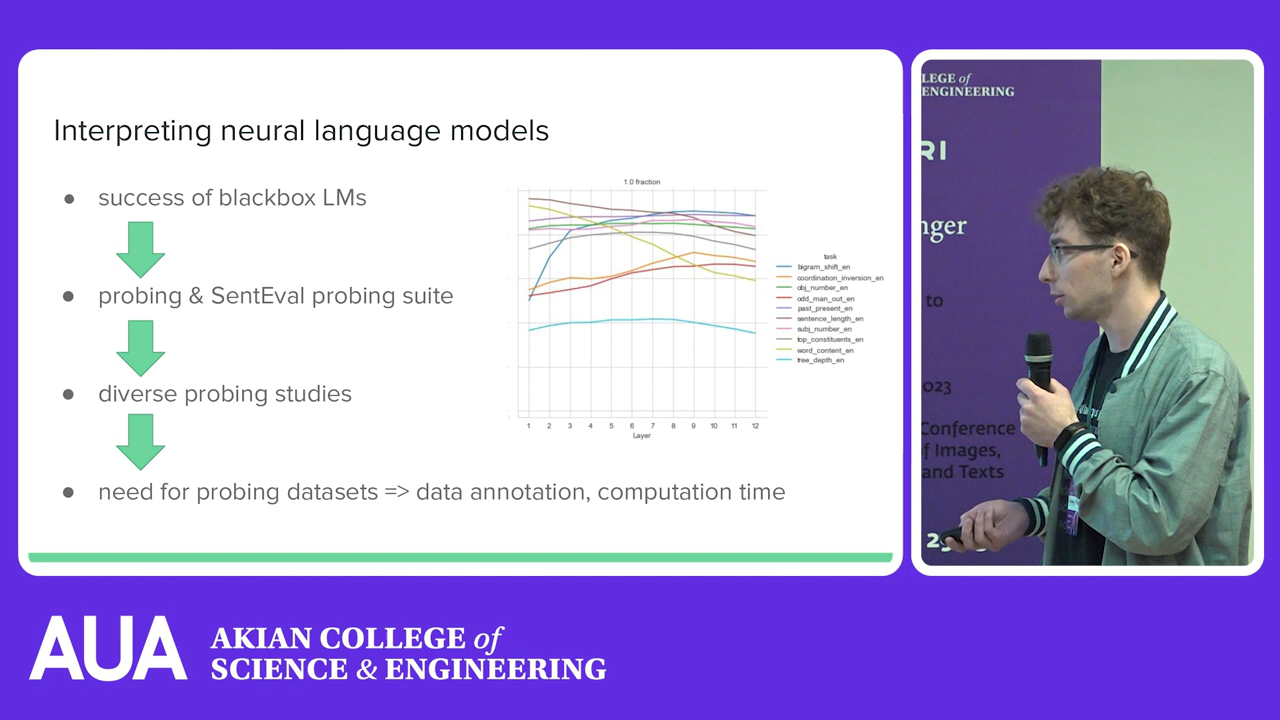 Interpreting neural language models
● success of blackbox LMs
● probing & SentEval probing suite
● diverse probing studies
● need for probing datasets => data annotation, computation time
1.0 fraction
1 2 3 4 5 6 7 8 9 10 11 12
Layer
task
bigram_shift_en
coordination_inversion_en
obj_number_en
odd_man_out_en
past_present_en
sentence_length_en
subj_number_en
top_constituents_en
word_content_en
tree_depth_en
LEGE of
ENGINEERING
RI
nger
to
023
Conference
of Images,
and Texts
AUA
AKIAN COLLEGE of
SCIENCE & ENGINEERING